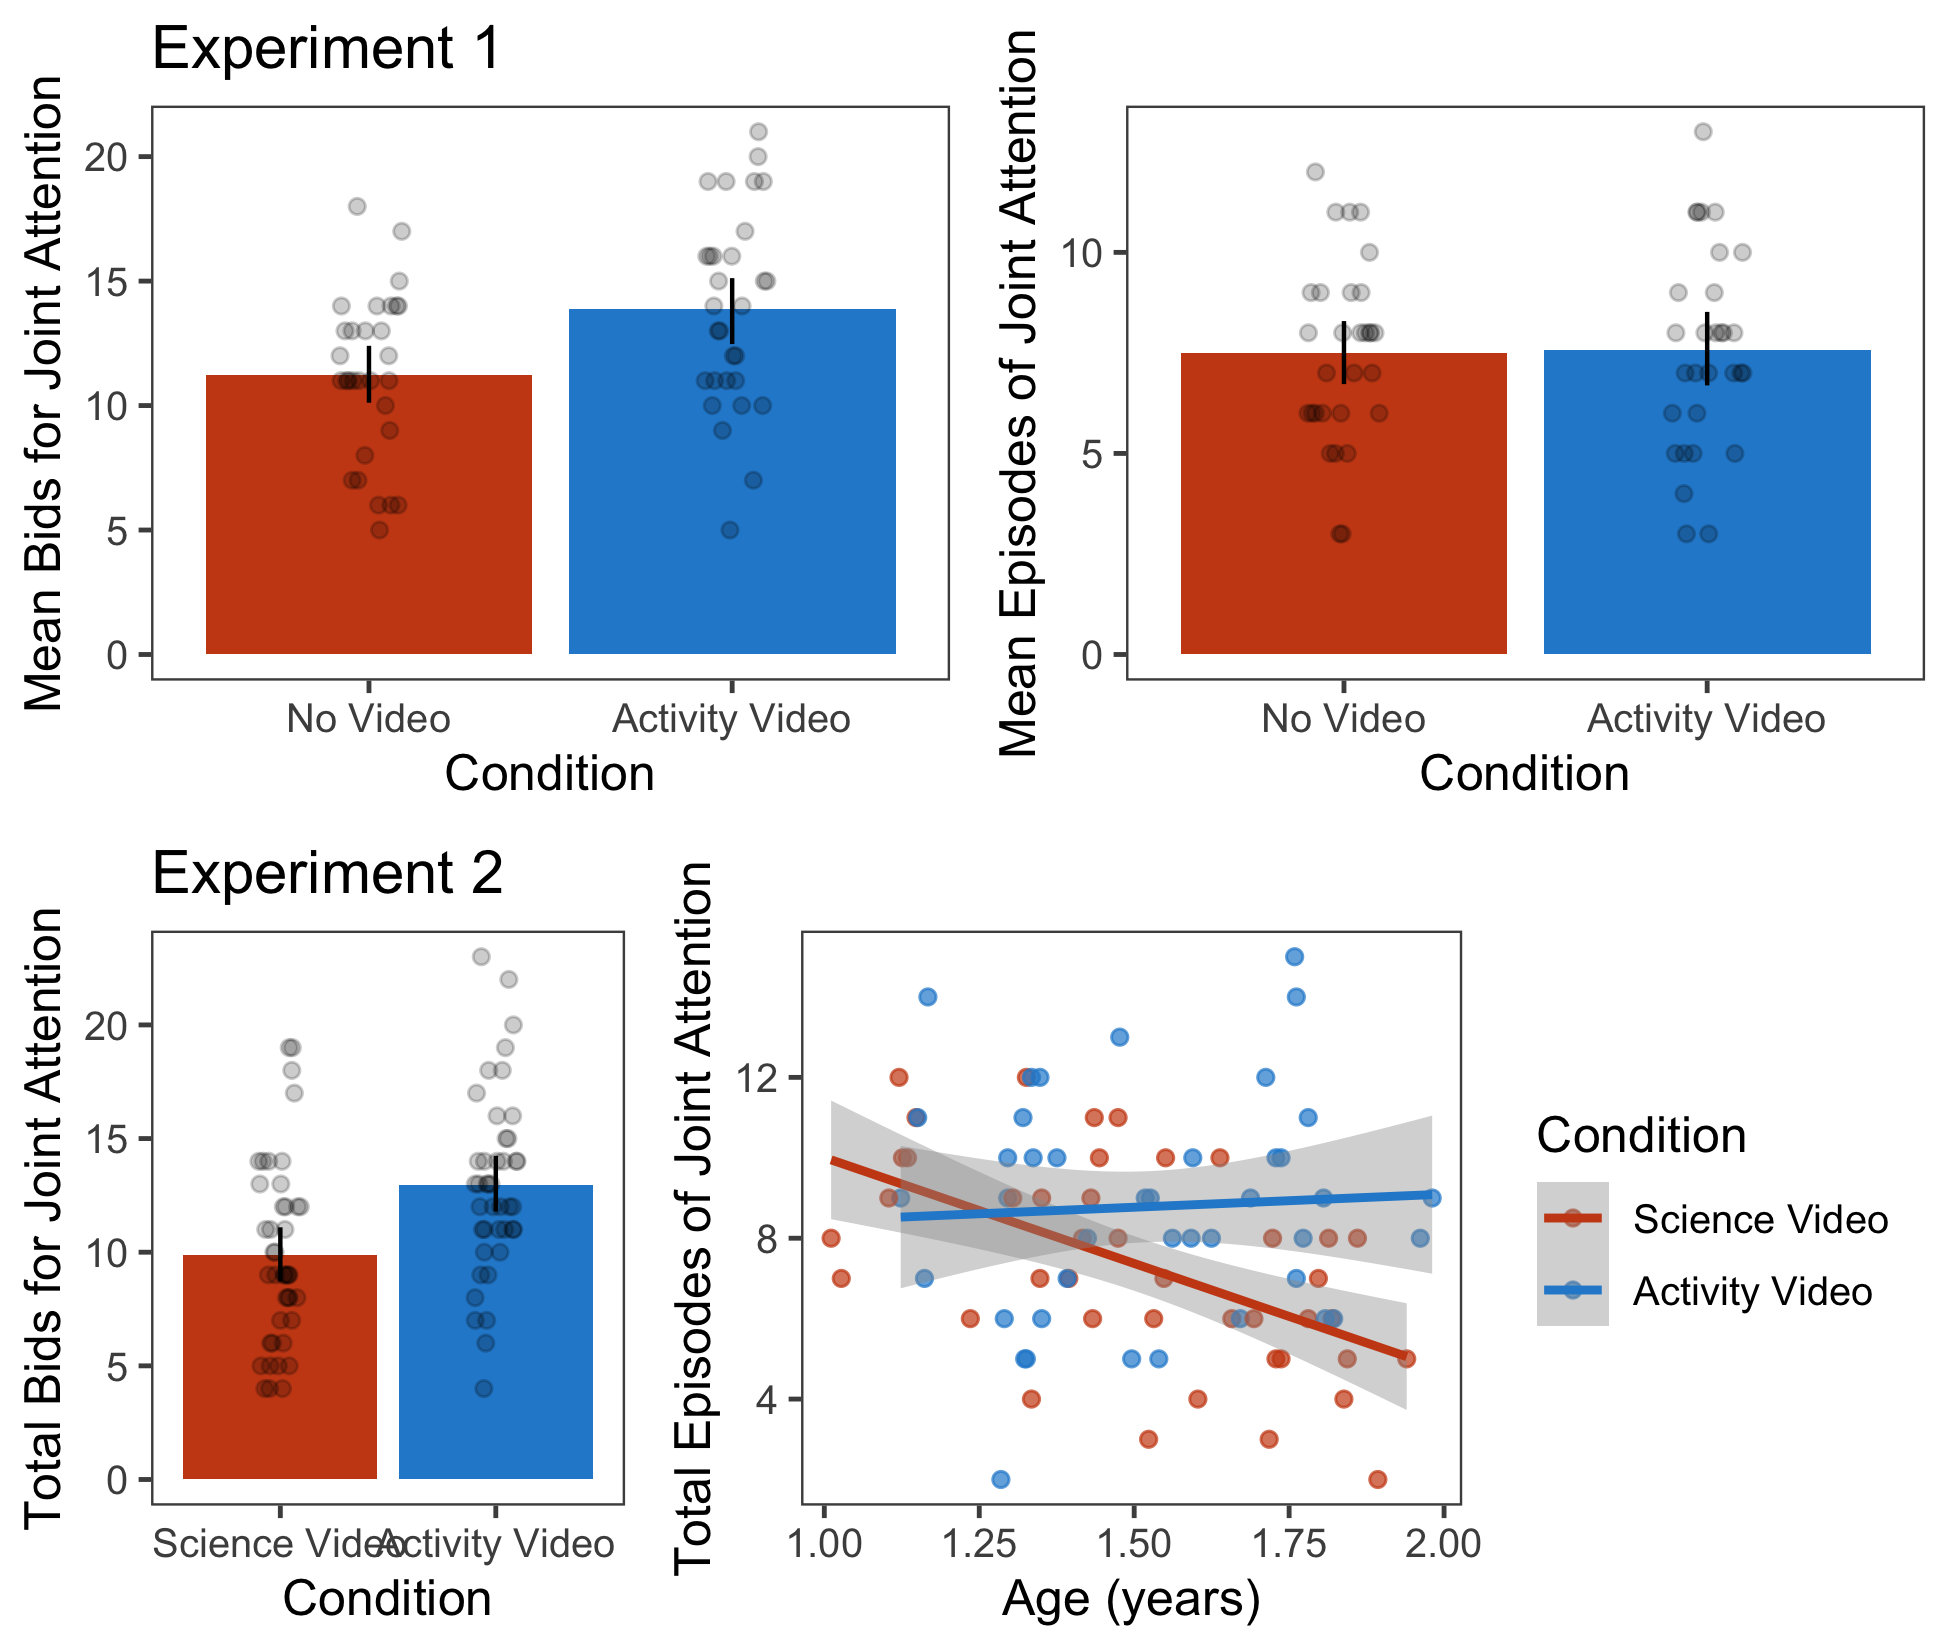 Experiment 1
Mean Bids for Joint Attention
20
15
10
5
0
No Video
Activity Video
Condition
Mean Episodes of Joint Attention
10
5
0
No Video
Activity Video
Condition
Experiment 2
Total Bids for Joint Attention
20
15
10
5
0
Science Video
Activity Video
Condition
Total Episodes of Joint Attention
12
8
4
1.00
1.25
1.50
1.75
2.00
Age (years)
Condition
Science Video
Activity Video